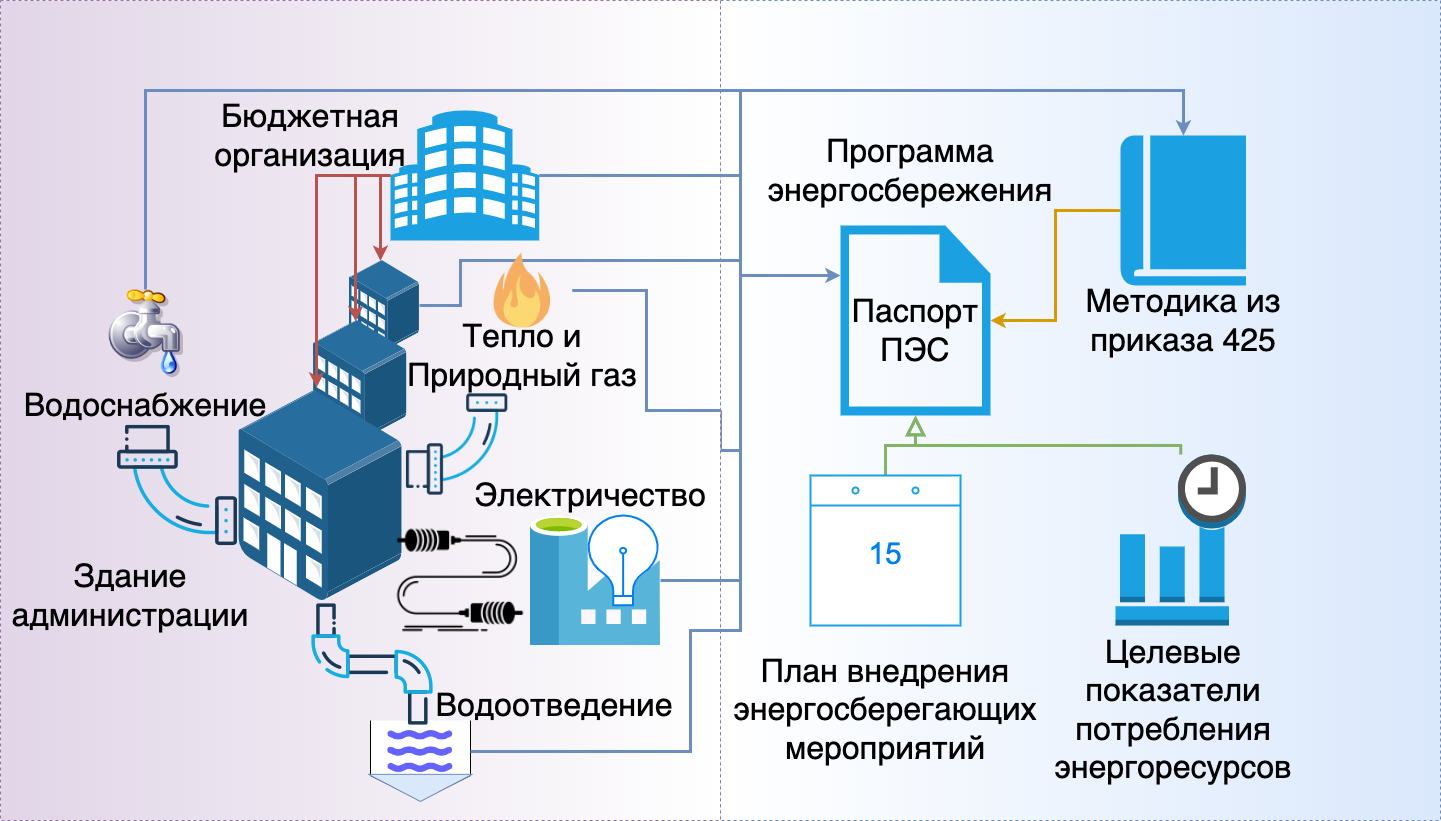 Бюджетная
организация
Водоснабжение
Тепло и
Природный газ
Электричество
Здание
администрации
Водоотведение
Программа
энергосбережения
Паспорт
ПЭС
Методика из
приказа 425
15
План внедрения
энергосберегающих
мероприятий
Целевые
показатели
потребления
энергоресурсов